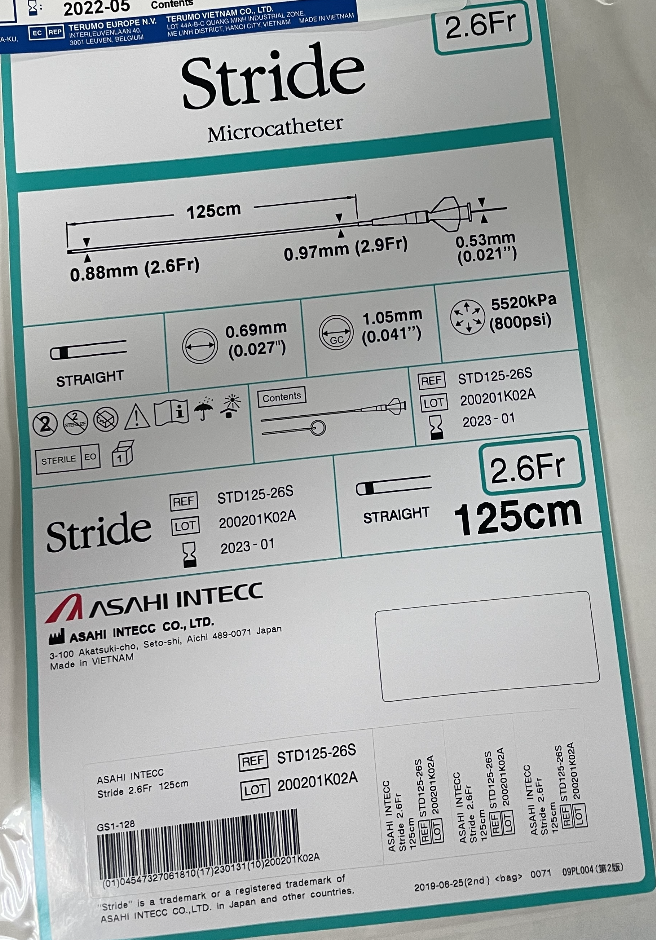 2022-05 Contents
EC REP TERUMO EUROPE N.V.
INTERLEUVENLAAN 40,
3001 LEUVEN, BELGIUM
TERUMO VIETNAM CO., LTD.
LOT 44A-B-C QUANG MINH INDUSTRIAL ZONE,
ME LINH DISTRICT, HANOI CITY, VIETNAM MADE IN VIETNAM
2.6Fr
Stride
Microcatheter
125cm
0.88mm (2.6Fr)
0.97mm (2.9Fr)
0.53mm
(0.021")
STRAIGHT
0.69mm
(0.027")
GC
1.05mm
(0.041")
5520kPa
(800psi)
2
2
STERILE EO
1
Contents
REF STD125-26S
LOT 200201K02A
2023-01
Stride
REF STD125-26S
LOT 200201K02A
2023-01
STRAIGHT
2.6Fr
125cm
ASAHI INTECC
ASAHI INTECC CO., LTD.
3-100 Akatsuki-cho, Seto-shi, Aichi 489-0071 Japan
Made in VIETNAM
ASAHI INTECC
Stride 2.6Fr 125cm
REF STD125-26S
LOT 200201K02A
GS1-128
(01)04547327061810(17)230131(10)200201K02A
"Stride" is a trademark or a registered trademark of
ASAHI INTECC CO., LTD. in Japan and other countries.
ASAHI INTECC
Stride 2.6Fr
125cm
REF STD125-26S
LOT 200201K02A
ASAHI INTECC
Stride 2.6Fr
125cm
REF STD125-26S
LOT 200201K02A
ASAHI INTECC
Stride 2.6Fr
125cm
REF STD125-26S
LOT 200201K02A
2019-06-25(2nd) <bag> 0071 09PL004 (第2版)